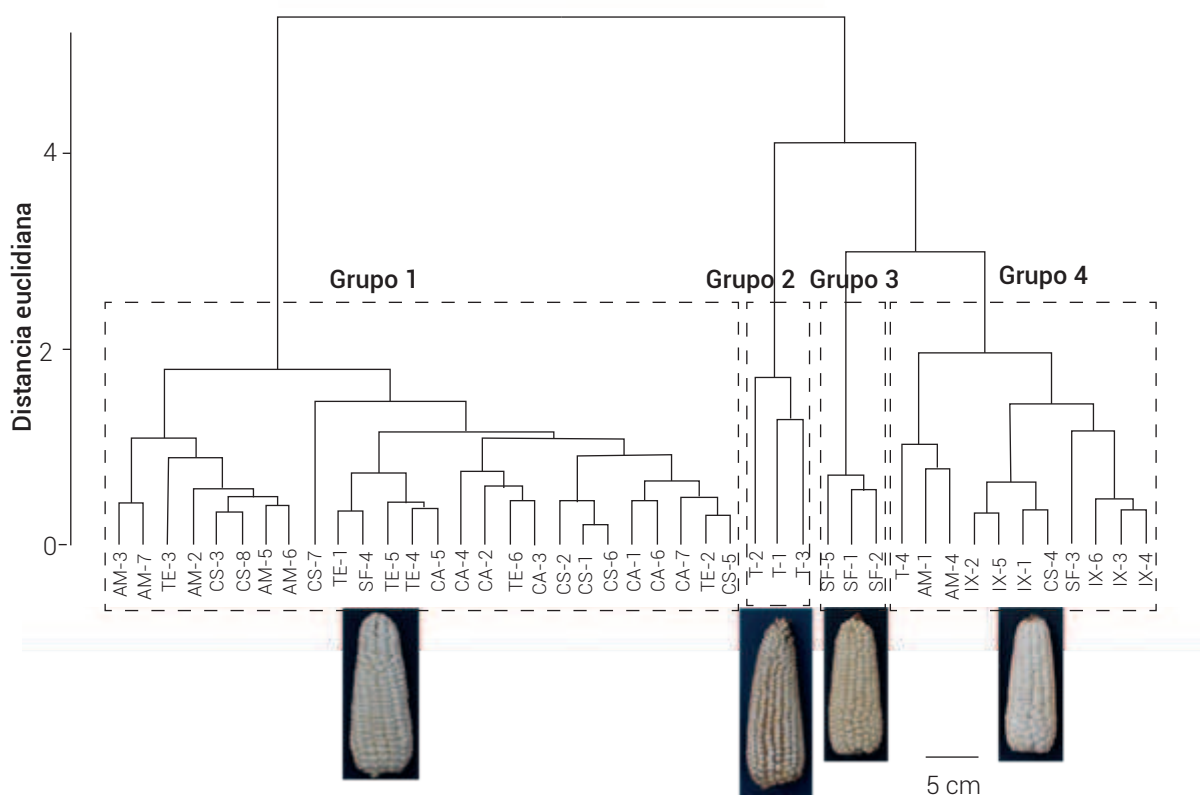 Distancia euclidiana
4
2
0
Grupo 1
Grupo 2
Grupo 3
Grupo 4
AM-3
AM-7
TE-3
AM-2
CS-3
CS-8
AM-5
AM-6
CS-7
TE-1
SF-4
TE-5
TE-4
CA-5
CA-4
CA-2
TE-6
CA-3
CS-2
CS-1
CS-6
CA-1
CA-6
CA-7
TE-2
CS-5
T-2
T-1
T-3
SF-5
SF-1
SF-2
T-4
AM-1
AM-4
IX-2
IX-5
IX-1
CS-4
SF-3
IX-6
IX-3
IX-4
5 cm